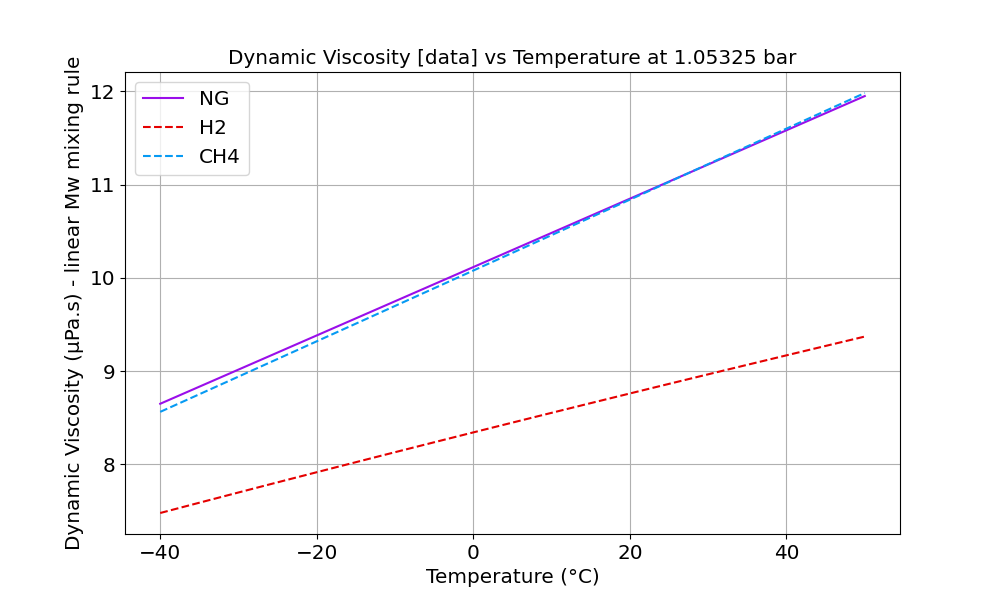 Dynamic Viscosity [data] vs Temperature at 1.05325 bar
Dynamic Viscosity (μPa.s) - linear Mw mixing rule
12
11
10
9
8
NG
H2
CH4
−40
−20
0
20
40
Temperature (°C)